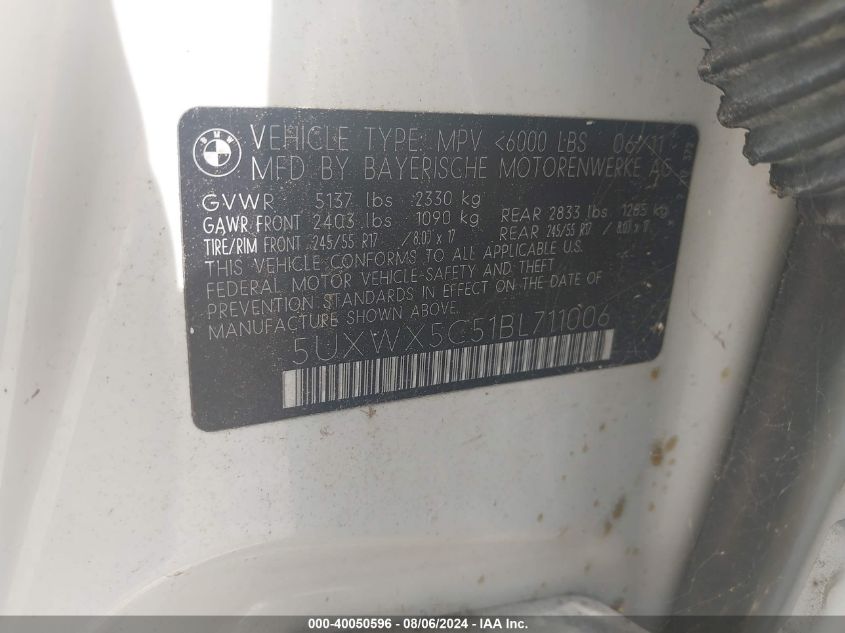 BMW VEHICLE TYPE: MPV <6000 LBS 06/11
MFD BY BAYERISCHE MOTORENWERKE AG
GVWR 5137 lbs 2330 kg
GAWR FRONT 2403 lbs 1090 kg REAR 2833 lbs 1285 kg
TIRE/RIM FRONT 245/55 R17 / 8.0J x 17 REAR 245/55 R17 / 8.0J x 17
THIS VEHICLE CONFORMS TO ALL APPLICABLE U.S.
FEDERAL MOTOR VEHICLE-SAFETY AND THEFT
PREVENTION STANDARDS IN EFFECT ON THE DATE OF
MANUFACTURE SHOWN ABOVE.
5UXWX5C51BL711006
000-40050596 - 08/06/2024 - IAA Inc.